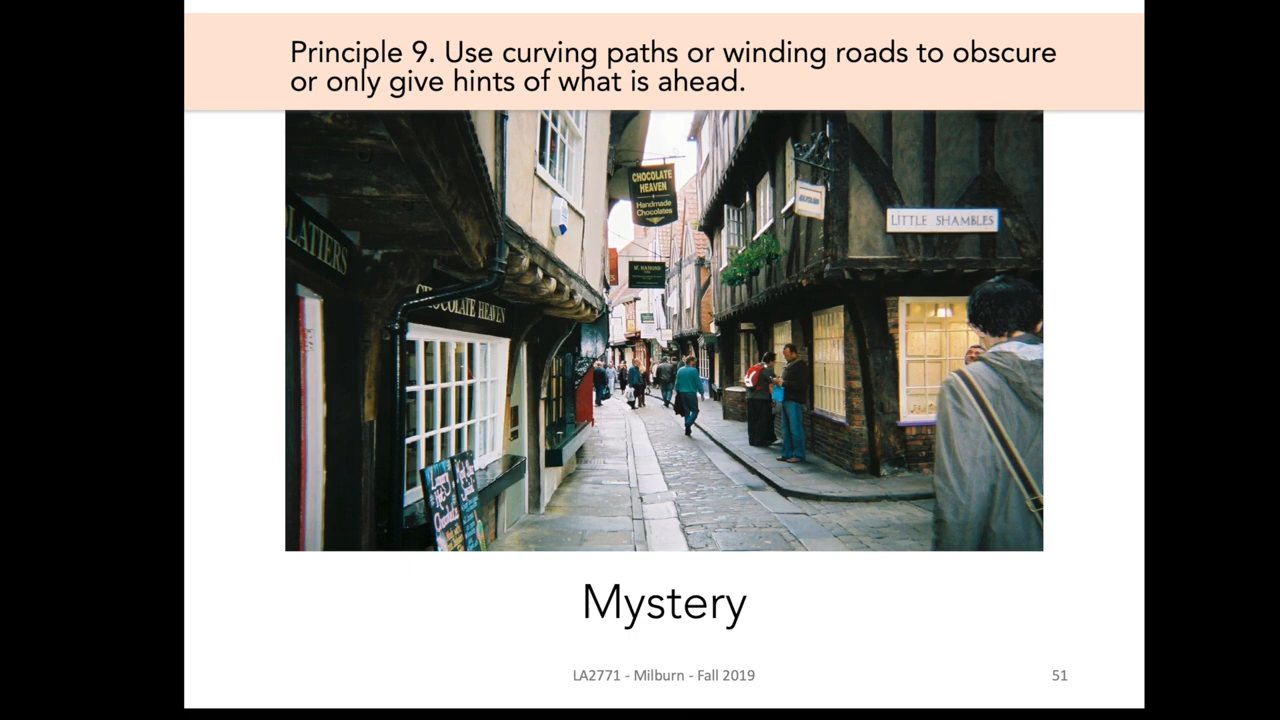 Principle 9. Use curving paths or winding roads to obscure
or only give hints of what is ahead.
CHOCOLATE
HEAVEN
Handmade
Chocolates
LITTLE SHAMBLES
LATIERS
CHOCOLATE HEAVEN
Mystery
LA2771 - Milburn - Fall 2019
51